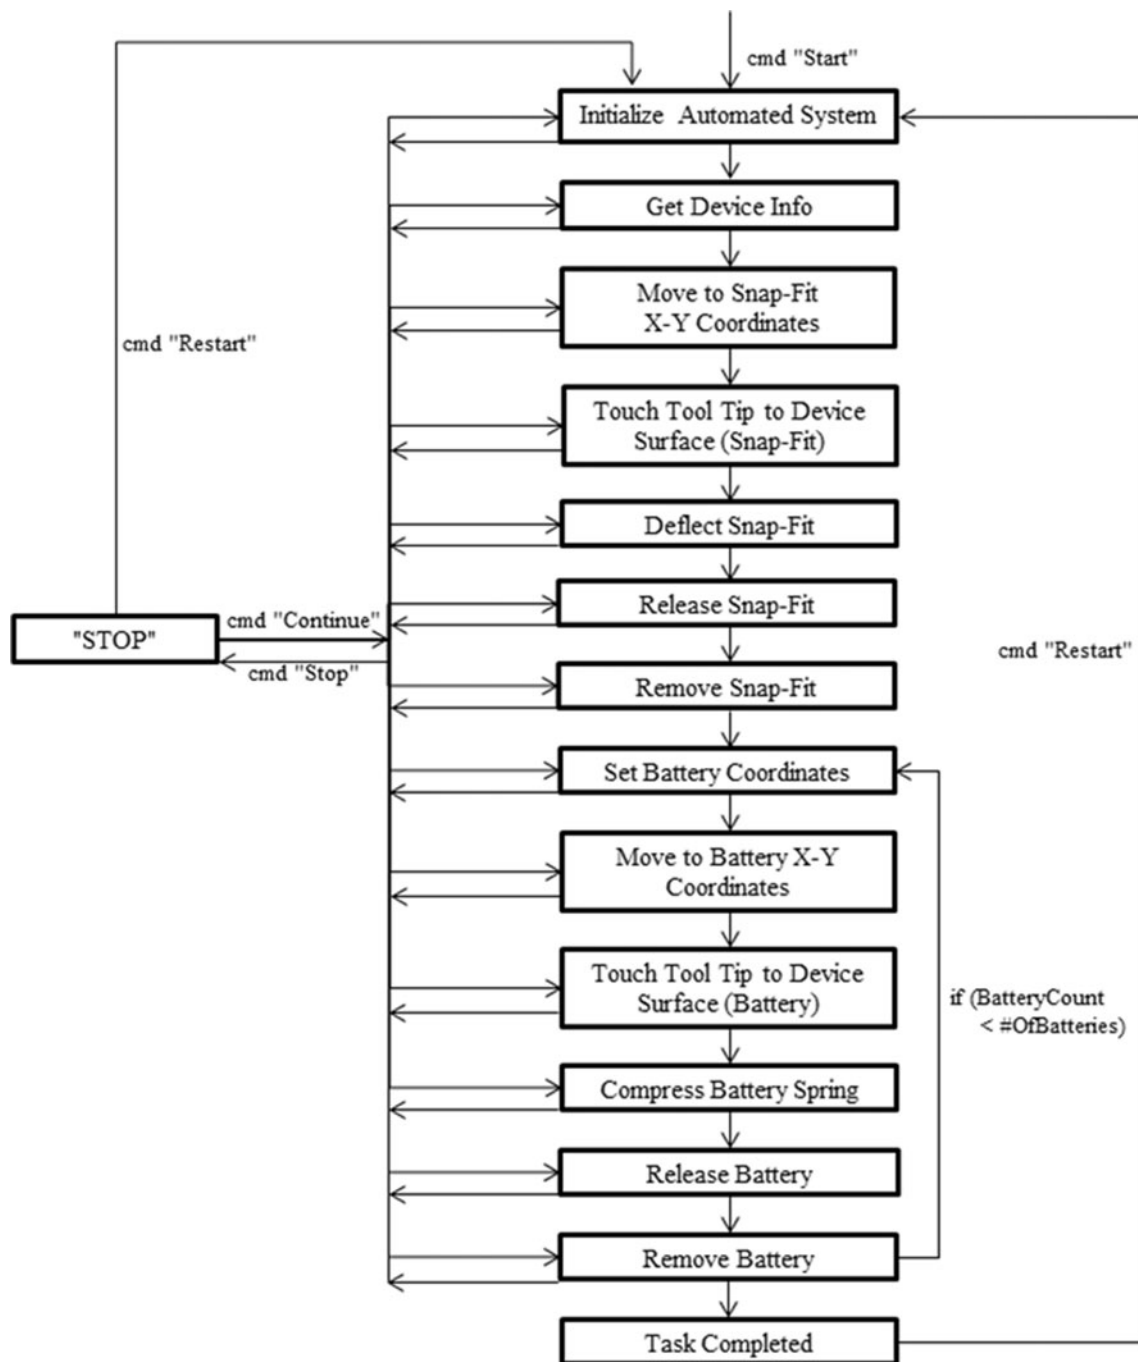 cmd "Start"
Initialize Automated System
Get Device Info
Move to Snap-Fit
X-Y Coordinates
cmd "Restart"
Touch Tool Tip to Device
Surface (Snap-Fit)
Deflect Snap-Fit
Release Snap-Fit
cmd "Continue"
"STOP"
cmd "Stop"
cmd "Restart"
Remove Snap-Fit
Set Battery Coordinates
Move to Battery X-Y
Coordinates
Touch Tool Tip to Device
Surface (Battery)
if (BatteryCount
< #OfBatteries)
Compress Battery Spring
Release Battery
Remove Battery
Task Completed